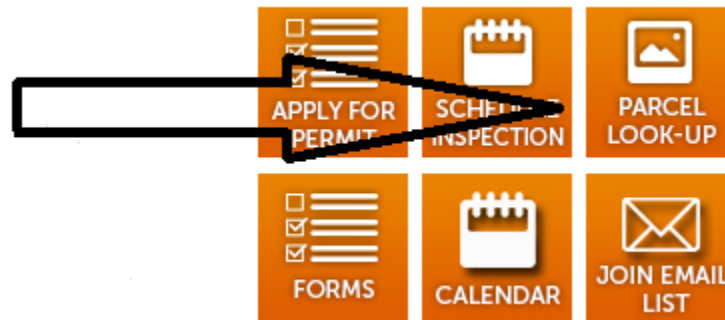 APPLY FOR
PERMIT
SCHEDULE
INSPECTION
PARCEL
LOOK-UP
FORMS
CALENDAR
JOIN EMAIL
LIST